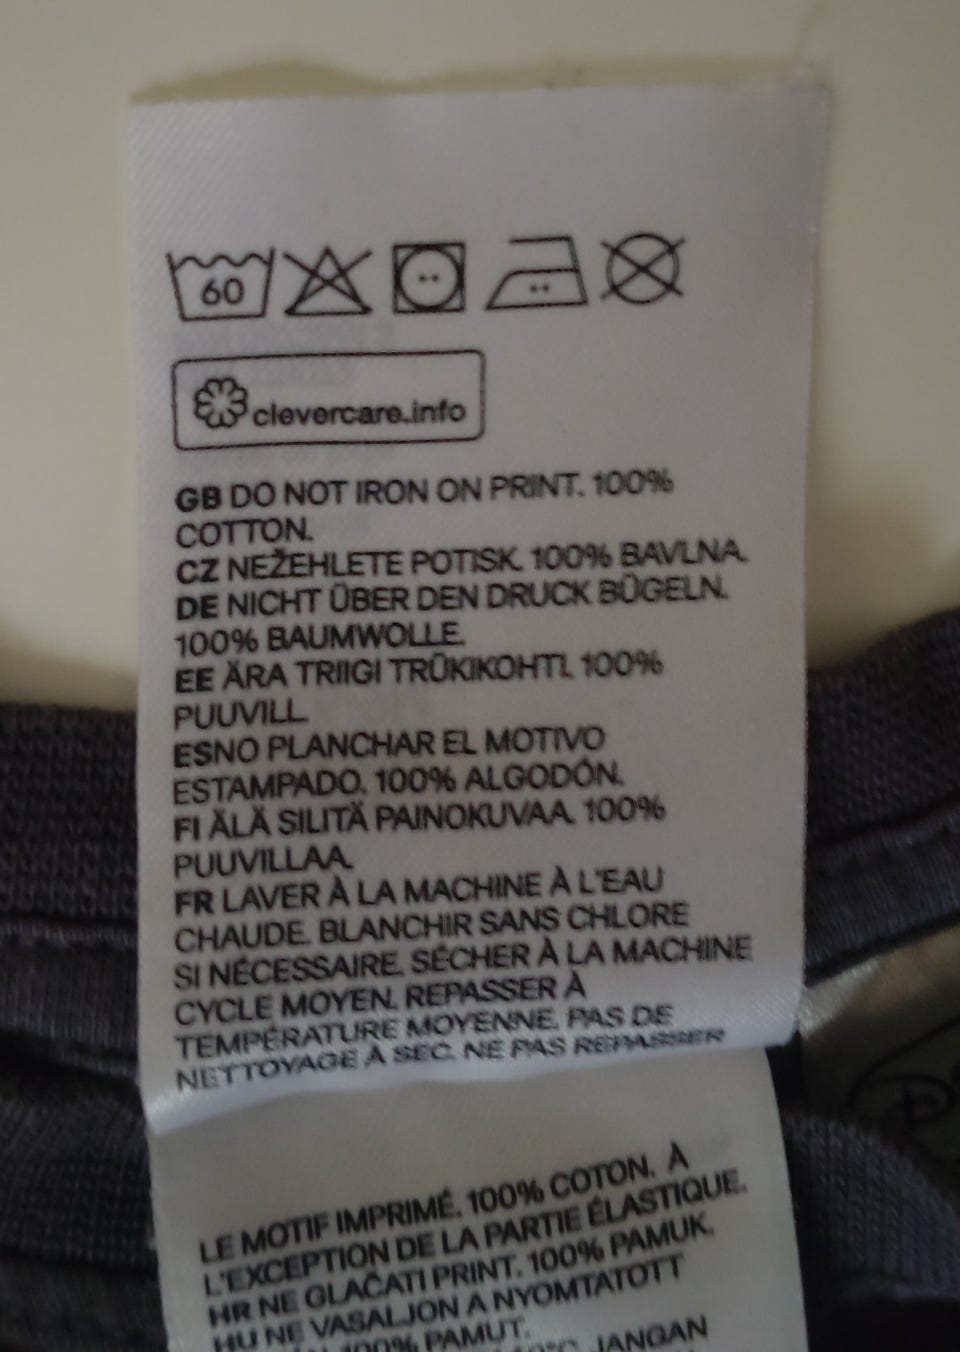 60
clevercare.info
GB DO NOT IRON ON PRINT. 100%
COTTON.
CZ NEŽEHLETE POTISK. 100% BAVLNA.
DE NICHT ÜBER DEN DRUCK BÜGELN.
100% BAUMWOLLE.
EE ÄRA TRIIGI TRÜKIKOHTI. 100%
PUUVILL.
ESNO PLANCHAR EL MOTIVO
ESTAMPADO. 100% ALGODÓN.
FI ÄLÄ SILITÄ PAINOKUVAA. 100%
PUUVILLAA.
FR LAVER À LA MACHINE À L'EAU
CHAUDE. BLANCHIR SANS CHLORE
SI NÉCESSAIRE. SÉCHER À LA MACHINE
CYCLE MOYEN. REPASSER À
TEMPÉRATURE MOYENNE. PAS DE
NETTOYAGE À SEC. NE PAS REPASSER
LE MOTIF IMPRIMÉ. 100% COTON. À
L'EXCEPTION DE LA PARTIE ÉLASTIQUE.
HR NE GLAČATI PRINT. 100% PAMUK.
HU NE VASALJON A NYOMTATOTT
100% PAMUT.
JANGAN